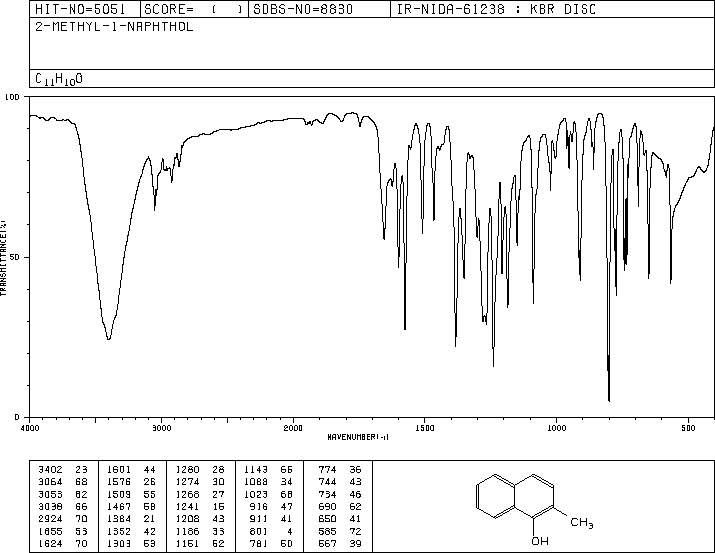 HIT-NO=5051 SCORE= ( ) SDBS-NO=8830 IR-NIDA-61238 : KBR DISC
2-METHYL-1-NAPHTHOL
C11H10O
100
50
0
TRANSMITTANCE(%)
4000 3000 2000 1500 1000 500
WAVENUMBER(-1)
3402 23 1601 44 1280 28 1143 66 774 36
3064 68 1576 26 1274 30 1088 34 744 43
3053 62 1509 55 1268 27 1023 68 734 46
3038 66 1467 58 1241 15 916 47 690 62
2924 70 1384 21 1208 43 911 41 650 41
1655 53 1352 42 1186 33 801 4 585 72
1624 70 1303 53 1151 52 781 50 567 39
CH3
OH